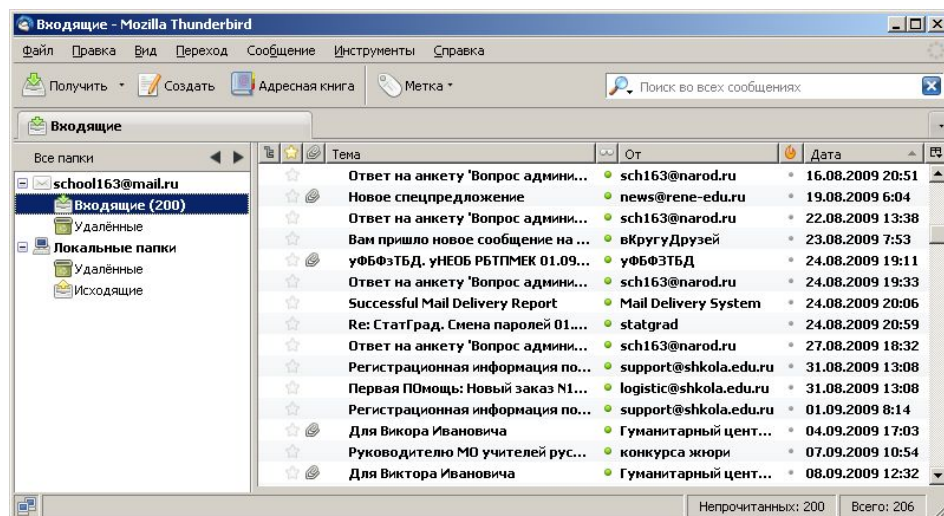 Входящие - Mozilla Thunderbird
Файл Правка Вид Переход Сообщение Инструменты Справка
Получить Создать Адресная книга Метка Поиск во всех сообщениях
Входящие
Все папки
school163@mail.ru
Входящие (200)
Удалённые
Локальные папки
Удалённые
Исходящие
Тема От Дата
Ответ на анкету 'Вопрос админи... sch163@narod.ru 16.08.2009 20:51
Новое спецпредложение news@rene-edu.ru 19.08.2009 6:04
Ответ на анкету 'Вопрос админи... sch163@narod.ru 22.08.2009 13:38
Вам пришло новое сообщение на ... вКругуДрузей 23.08.2009 7:53
уФБФзТБД. уНЕОБ РБТПМЕК 01.09... уФБФЗТБД 24.08.2009 19:11
Ответ на анкету 'Вопрос админи... sch163@narod.ru 24.08.2009 19:33
Successful Mail Delivery Report Mail Delivery System 24.08.2009 20:06
Re: СтатГрад. Смена паролей 01.... statgrad 24.08.2009 20:59
Ответ на анкету 'Вопрос админи... sch163@narod.ru 27.08.2009 18:32
Регистрационная информация по... support@shkola.edu.ru 31.08.2009 13:08
Первая ПОмощь: Новый заказ N1... logistic@shkola.edu.ru 31.08.2009 13:08
Регистрационная информация по... support@shkola.edu.ru 01.09.2009 8:14
Для Викора Ивановича Гуманитарный цент... 04.09.2009 17:03
Руководителю МО учителей рус... конкурса жюри 07.09.2009 10:54
Для Виктора Ивановича Гуманитарный цент... 08.09.2009 12:32
Непрочитанных: 200 Всего: 206